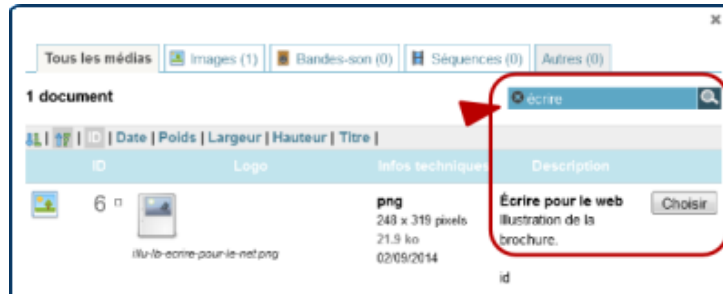 Tous les médias Images (1) Bandes-son (0) Séquences (0) Autres (0)
1 document
écrire
ID | Date | Poids | Largeur | Hauteur | Titre |
ID Logo Infos techniques Description
6
png
248 x 319 pixels
21.9 ko
02/09/2014
illu-lb-ecrire-pour-le-net.png
Écrire pour le web
Illustration de la
brochure.
id
Choisir